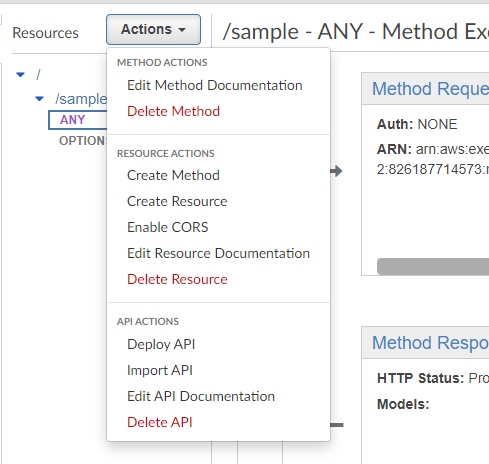 Resources
Actions
/sample - ANY - Method Exe
/
/sample
ANY
OPTION
METHOD ACTIONS
Edit Method Documentation
Delete Method
RESOURCE ACTIONS
Create Method
Create Resource
Enable CORS
Edit Resource Documentation
Delete Resource
API ACTIONS
Deploy API
Import API
Edit API Documentation
Delete API
Method Reque
Auth: NONE
ARN: arn:aws:exe
2:826187714573:r
Method Respo
HTTP Status: Pro
Models: